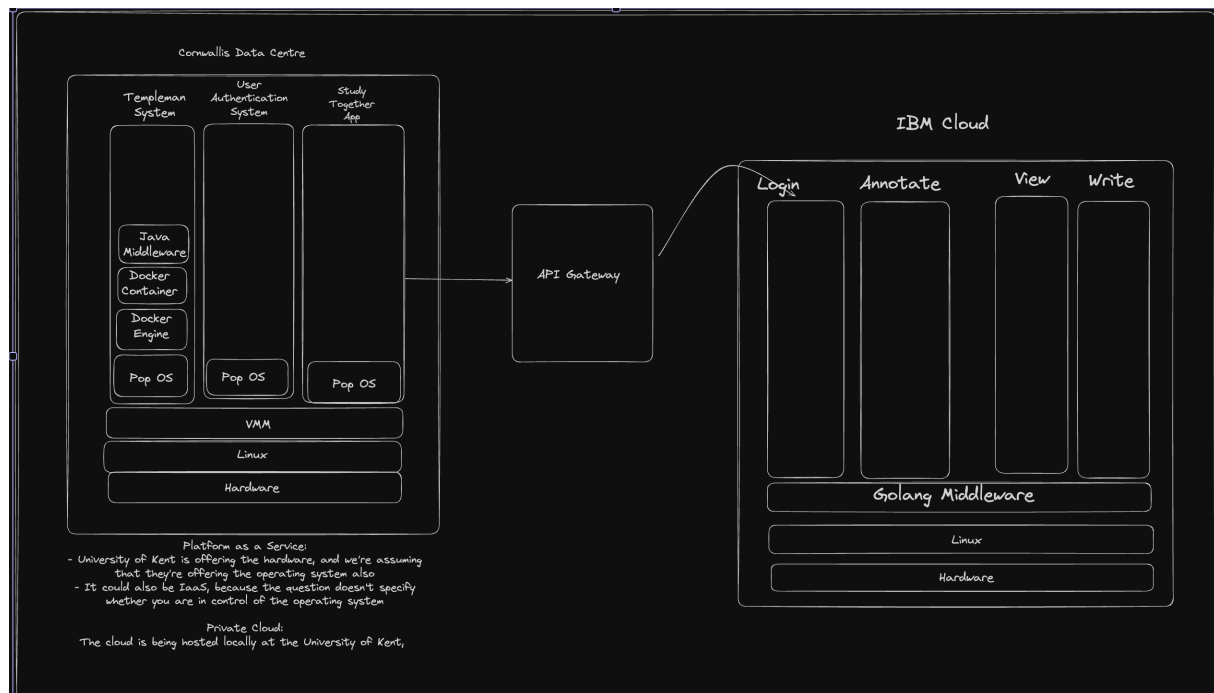 Cornwallis Data Centre
Templeman
System
User
Authentication
System
Study
Together
App
Java
Middleware
Docker
Container
Docker
Engine
Pop OS
Pop OS
Pop OS
VMM
Linux
Hardware
Platform as a Service:
- University of Kent is offering the hardware, and we're assuming
that they're offering the operating system also
- It could also be IaaS, because the question doesn't specify
whether you are in control of the operating system
Private Cloud:
The cloud is being hosted locally at the University of Kent,
API Gateway
IBM Cloud
Login
Annotate
View
Write
Golang Middleware
Linux
Hardware